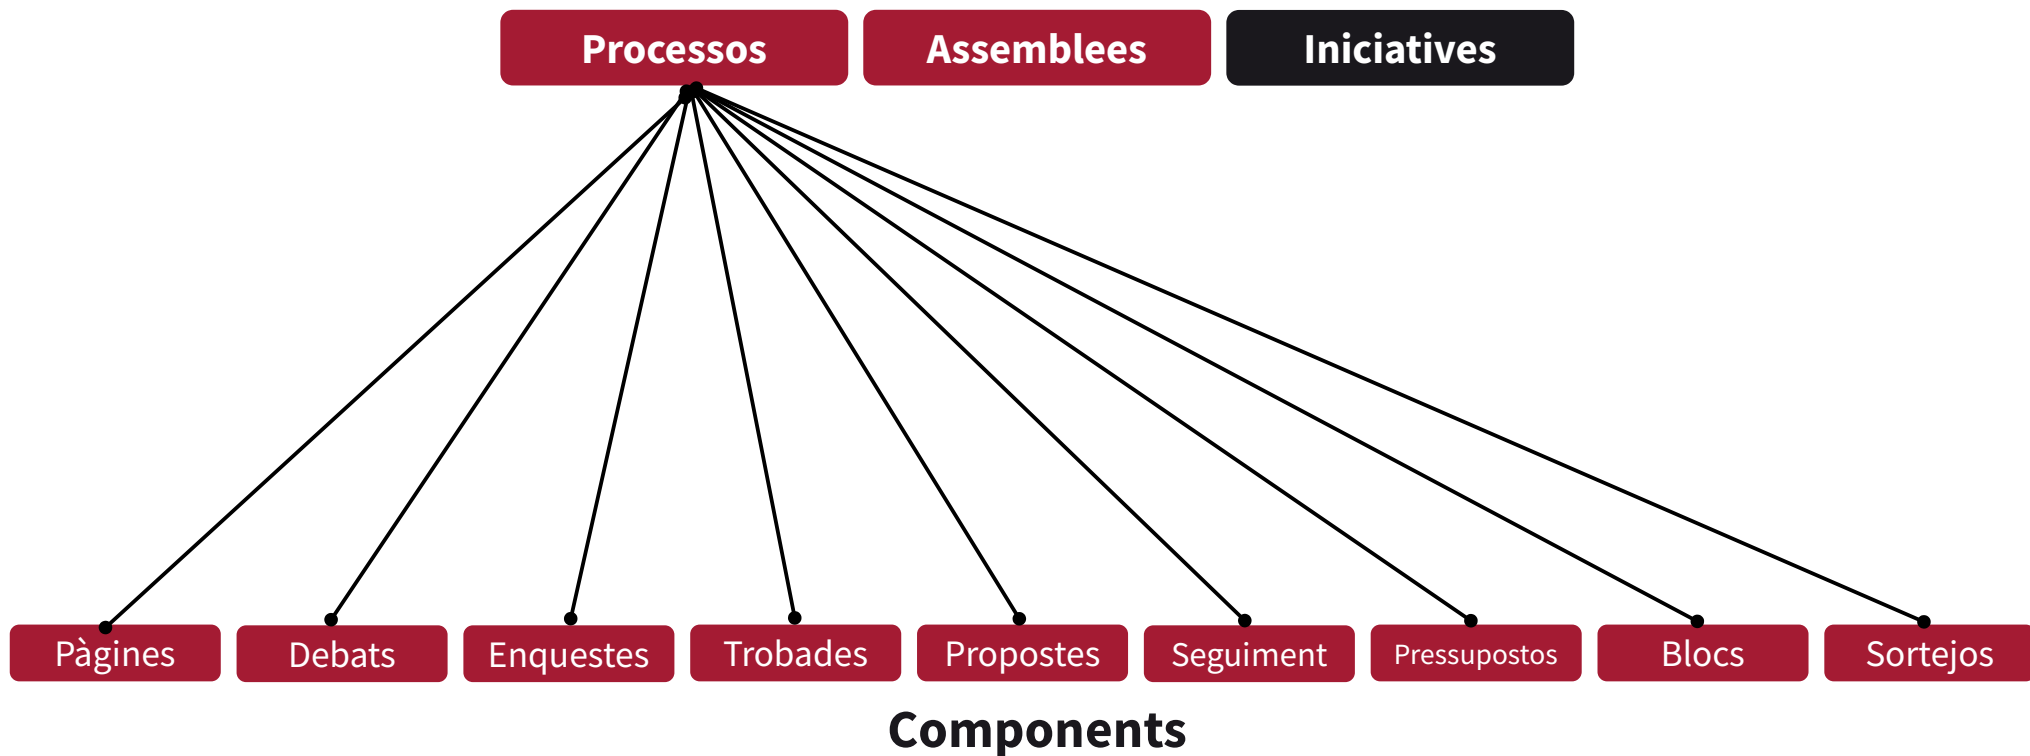 Processos
Assemblees
Iniciatives
Pàgines
Debats
Enquestes
Trobades
Propostes
Seguiment
Pressupostos
Blocs
Sortejos
Components